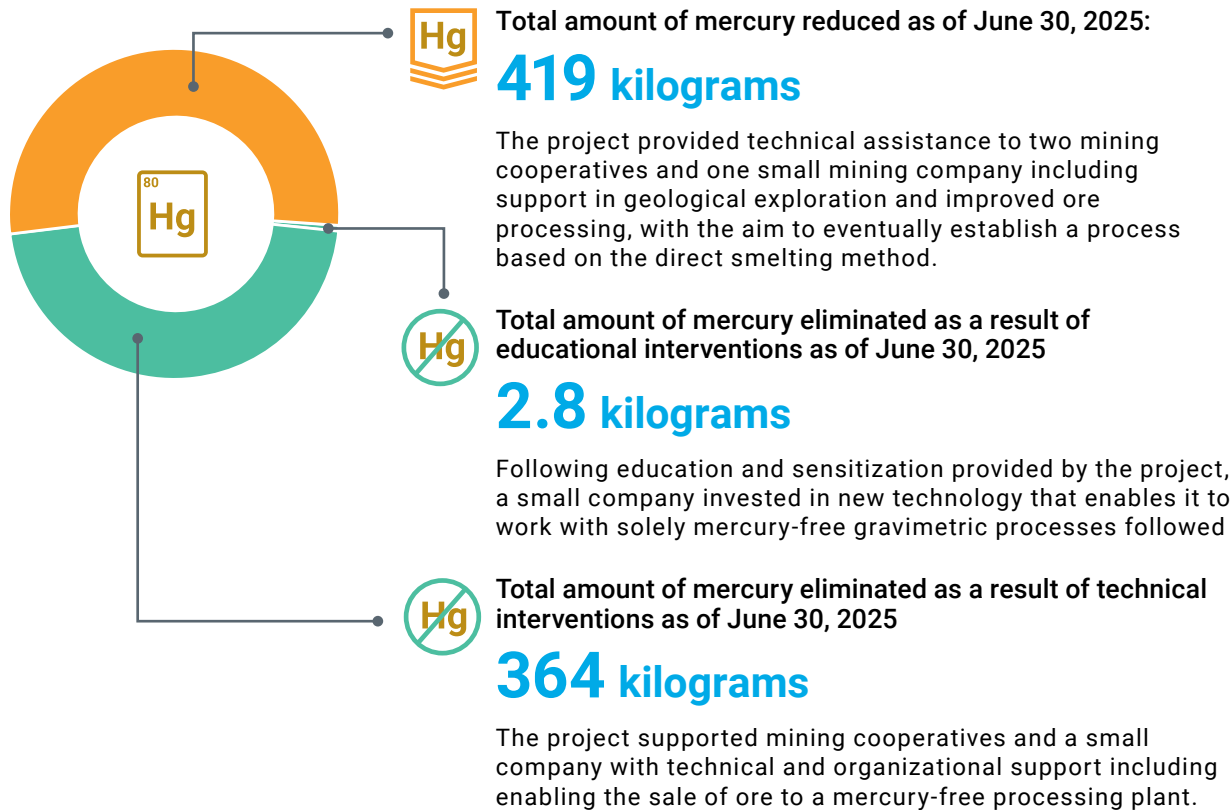 Hg
Total amount of mercury reduced as of June 30, 2025:
419 kilograms
The project provided technical assistance to two mining
cooperatives and one small mining company including
support in geological exploration and improved ore
processing, with the aim to eventually establish a process
based on the direct smelting method.
80
Hg
Hg
Total amount of mercury eliminated as a result of
educational interventions as of June 30, 2025
2.8 kilograms
Following education and sensitization provided by the project,
a small company invested in new technology that enables it to
work with solely mercury-free gravimetric processes followed
Hg
Total amount of mercury eliminated as a result of technical
interventions as of June 30, 2025
364 kilograms
The project supported mining cooperatives and a small
company with technical and organizational support including
enabling the sale of ore to a mercury-free processing plant.